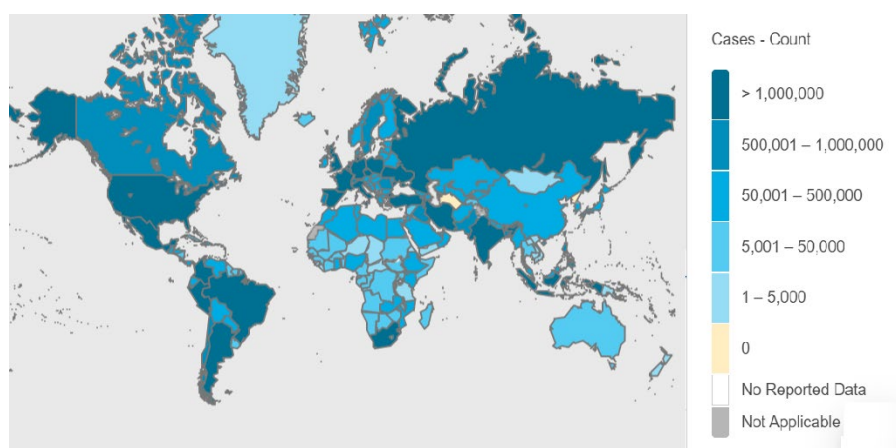 Cases - Count
> 1,000,000
500,001 – 1,000,000
50,001 – 500,000
5,001 – 50,000
1 – 5,000
0
No Reported Data
Not Applicable